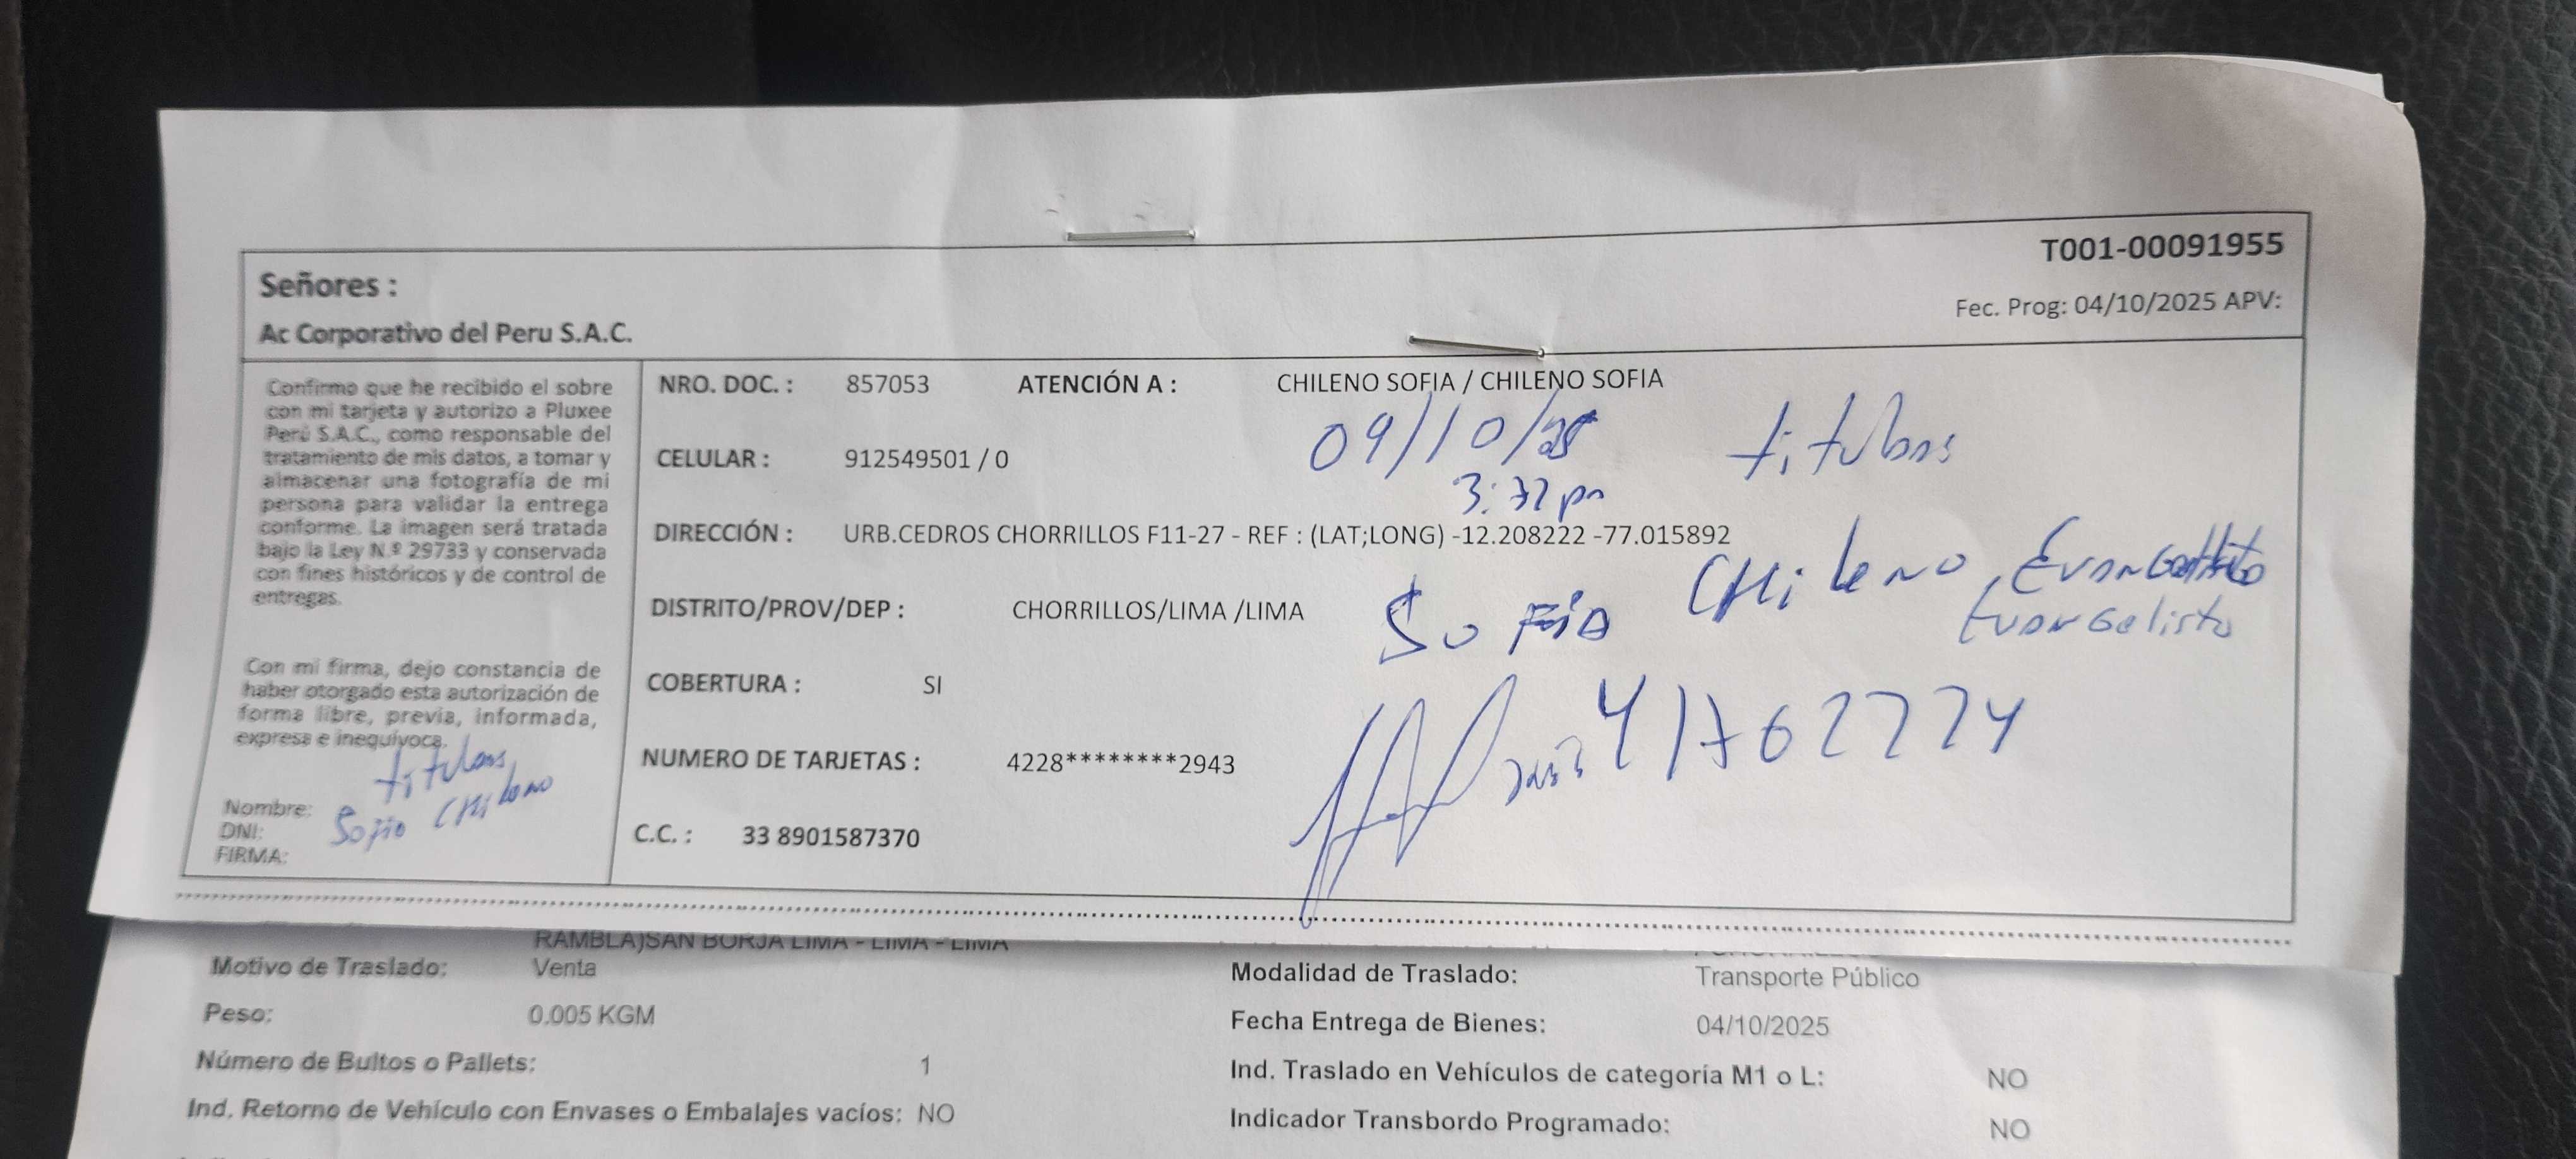 T001-00091955
Señores :
Fec. Prog: 04/10/2025 APV:
Ac Corporativo del Peru S.A.C.
Confirmo que he recibido el sobre
con mi tarjeta y autorizo a Pluxee
Perú S.A.C., como responsable del
tratamiento de mis datos, a tomar y
almacenar una fotografía de mi
persona para validar la entrega
conforme. La imagen será tratada
bajo la Ley N.º 29733 y conservada
con fines históricos y de control de
entregas.
Con mi firma, dejo constancia de
haber otorgado esta autorización de
forma libre, previa, informada,
expresa e inequívoca.
titular
Nombre: Sofia CHileno
DNI:
FIRMA:
NRO. DOC. : 857053 ATENCIÓN A : CHILENO SOFIA / CHILENO SOFIA
09/10/25 titular
CELULAR : 912549501 / 0
DIRECCIÓN : URB.CEDROS CHORRILLOS F11-27 - REF : (LAT;LONG) -12.208222 -77.015892
SoFia CHileno
Evangelista
DISTRITO/PROV/DEP : CHORRILLOS/LIMA /LIMA
COBERTURA : SI
NUMERO DE TARJETAS : 4228********2943
C.C. : 33 8901587370
RAMBLA)SAN BORJA LIMA - LIMA - LIMA
Motivo de Traslado: Venta
Modalidad de Traslado: Transporte Público
Peso: 0.005 KGM
Fecha Entrega de Bienes: 04/10/2025
Número de Bultos o Pallets: 1
Ind. Traslado en Vehículos de categoría M1 o L: NO
Ind. Retorno de Vehículo con Envases o Embalajes vacíos: NO
Indicador Transbordo Programado: NO